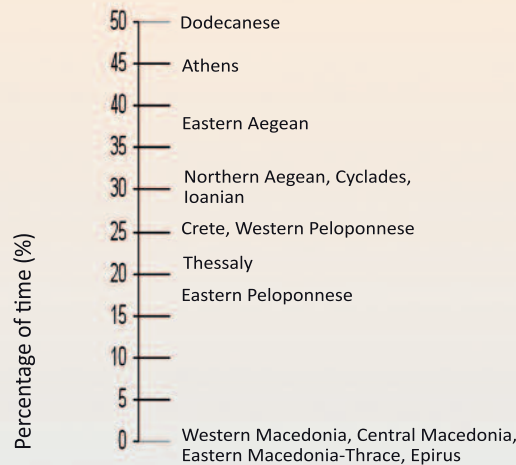 Percentage of time (%)
50 Dodecanese
45 Athens
40
Eastern Aegean
35
Northern Aegean, Cyclades,
30 Ioanian
25 Crete, Western Peloponnese
Thessaly
20
Eastern Peloponnese
15
10
5
0 Western Macedonia, Central Macedonia,
Eastern Macedonia-Thrace, Epirus